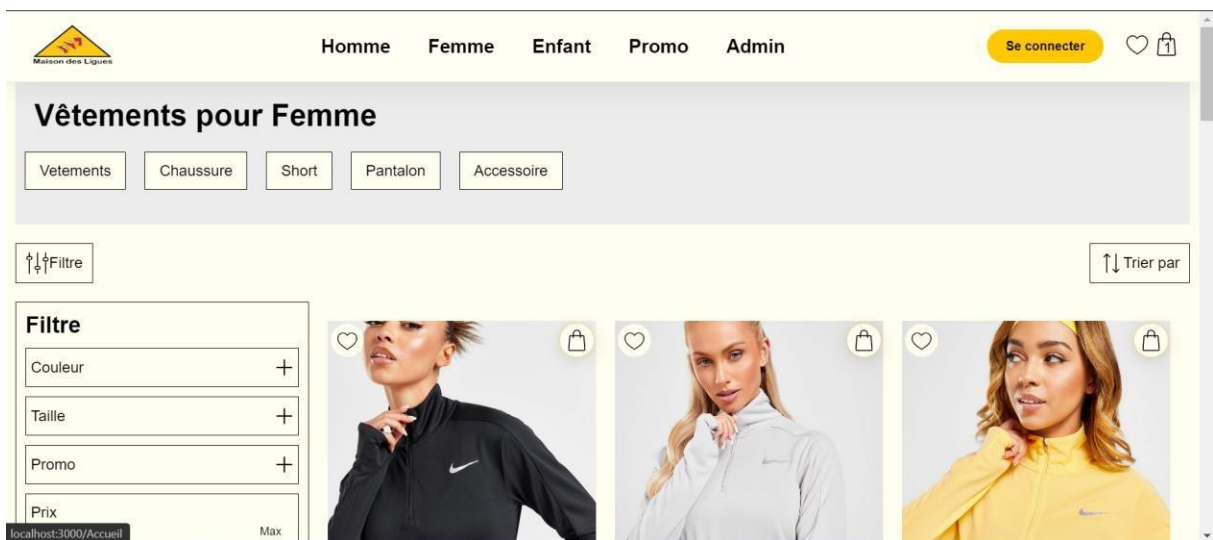 Maison des Ligues
Homme Femme Enfant Promo Admin
Se connecter
1
Vêtements pour Femme
Vetements Chaussure Short Pantalon Accessoire
Filtre
Trier par
Filtre
Couleur
Taille
Promo
Prix
Max
localhost:3000/Accueil